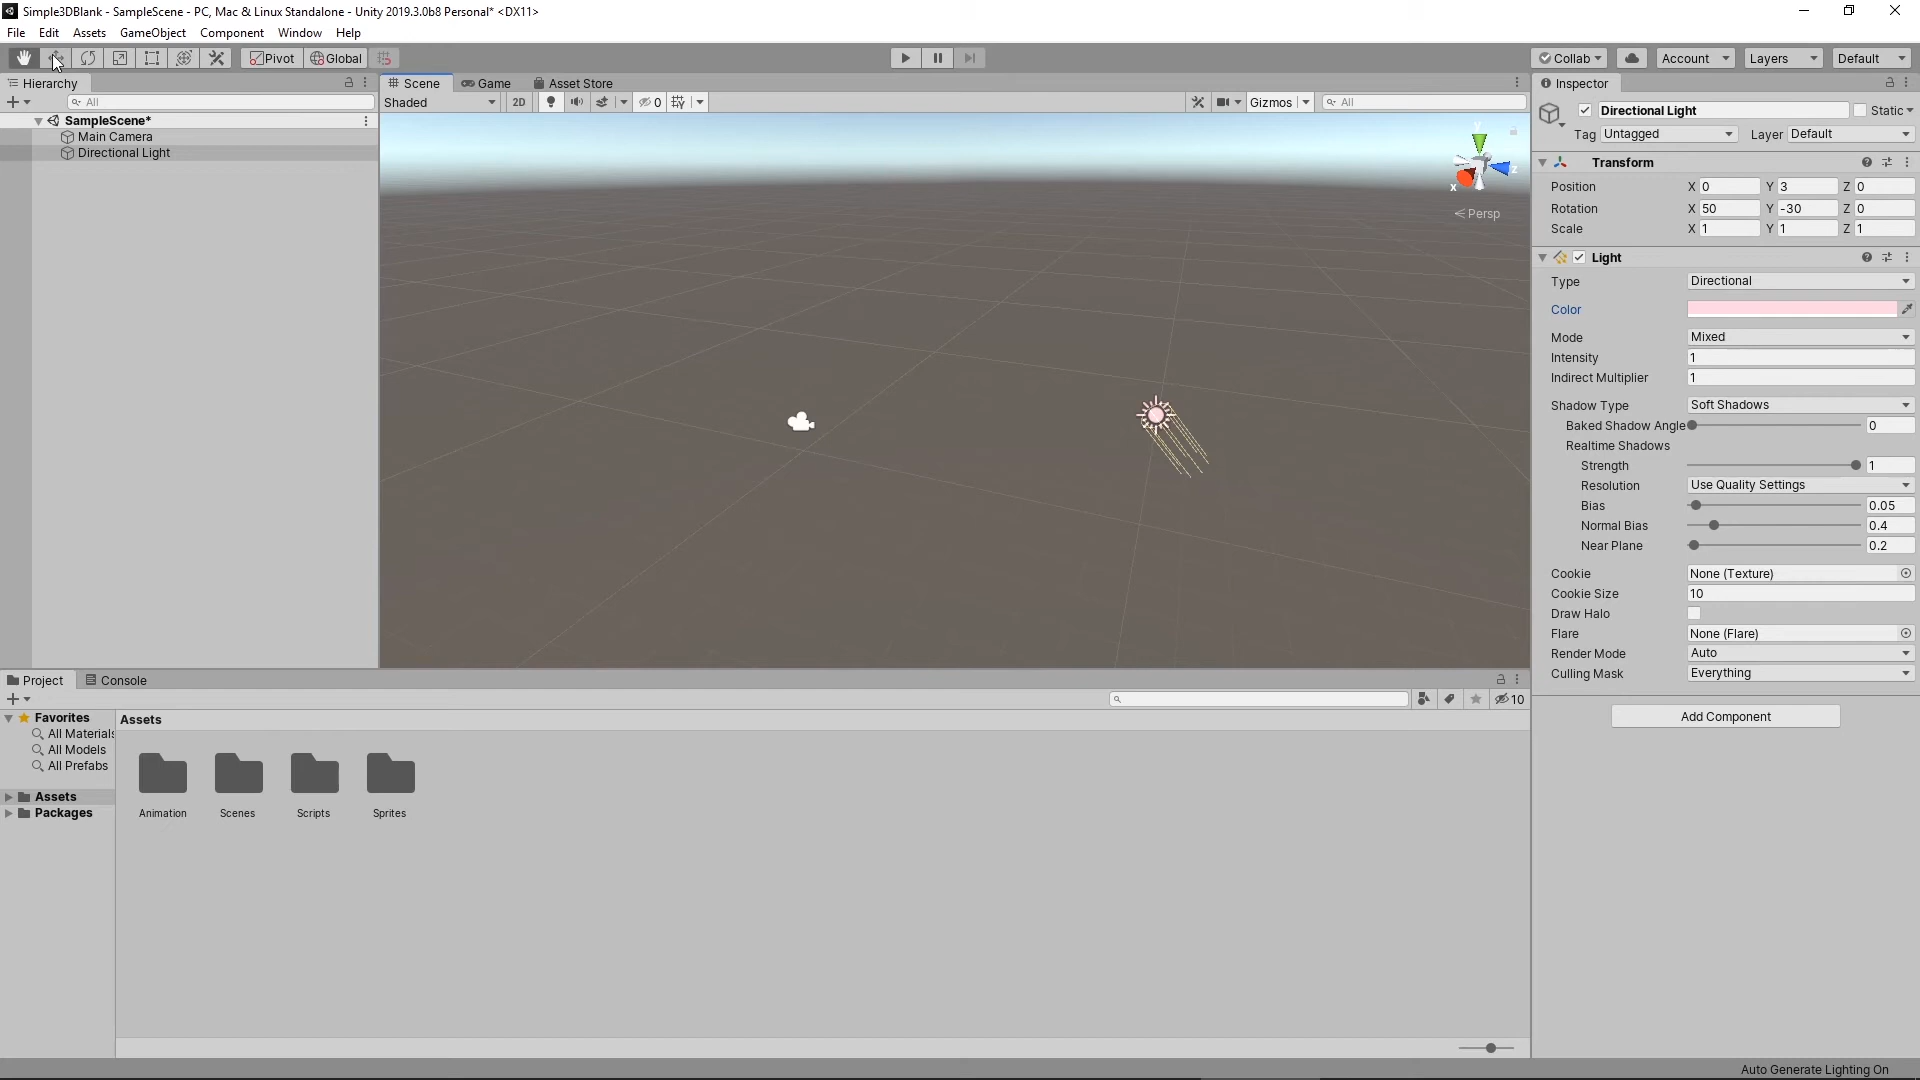 Simple3DBlank - SampleScene - PC, Mac & Linux Standalone - Unity 2019.3.0b8 Personal* <DX11>
File Edit Assets GameObject Component Window Help
Pivot Global Collab Account Layers Default
Hierarchy
All
SampleScene*
Main Camera
Directional Light
Scene Game Asset Store
Shaded 2D 0 Gizmos All
y
x
z
Persp
Inspector
Directional Light Static
Tag Untagged Layer Default
Transform
Position X 0 Y 3 Z 0
Rotation X 50 Y -30 Z 0
Scale X 1 Y 1 Z 1
Light
Type Directional
Color
Mode Mixed
Intensity 1
Indirect Multiplier 1
Shadow Type Soft Shadows
Baked Shadow Angle 0
Realtime Shadows
Strength 1
Resolution Use Quality Settings
Bias 0.05
Normal Bias 0.4
Near Plane 0.2
Cookie None (Texture)
Cookie Size 10
Draw Halo
Flare None (Flare)
Render Mode Auto
Culling Mask Everything
Add Component
Project Console
10
Favorites
All Materials
All Models
All Prefabs
Assets
Packages
Assets
Animation Scenes Scripts Sprites
Auto Generate Lighting On